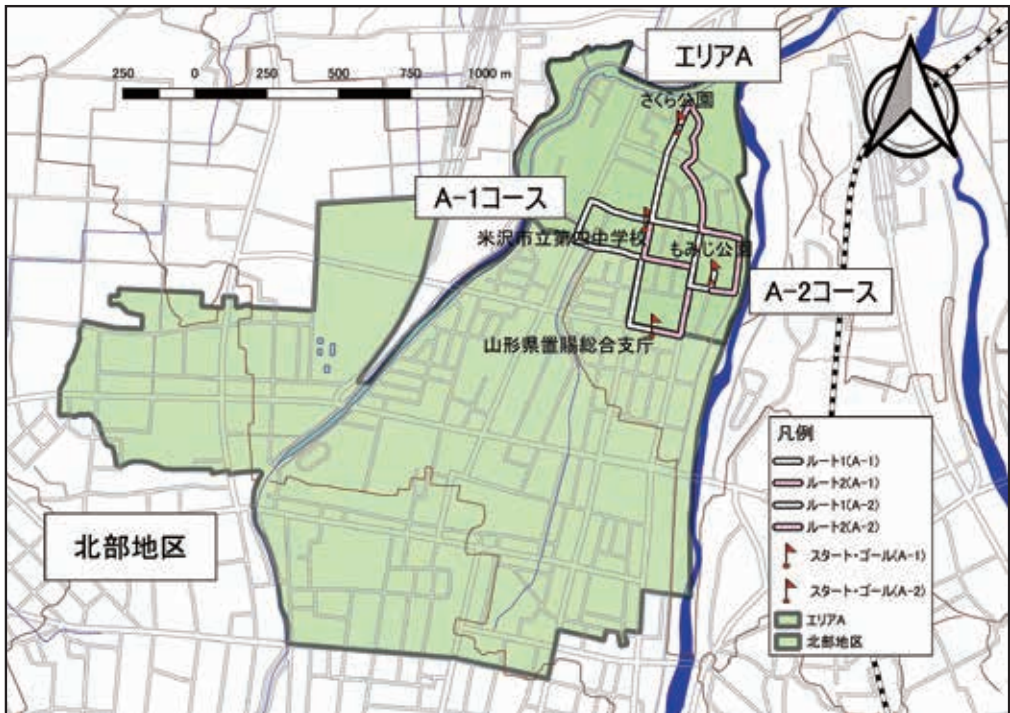 エリアA
250 0 250 500 750 1000 m
さくら公園
A-1コース
米沢市立第四中学校
もみじ公園
A-2コース
山形県置賜総合支庁
北部地区
凡例
ルート1(A-1)
ルート2(A-1)
ルート1(A-2)
ルート2(A-2)
スタート・ゴール(A-1)
スタート・ゴール(A-2)
エリアA
北部地区